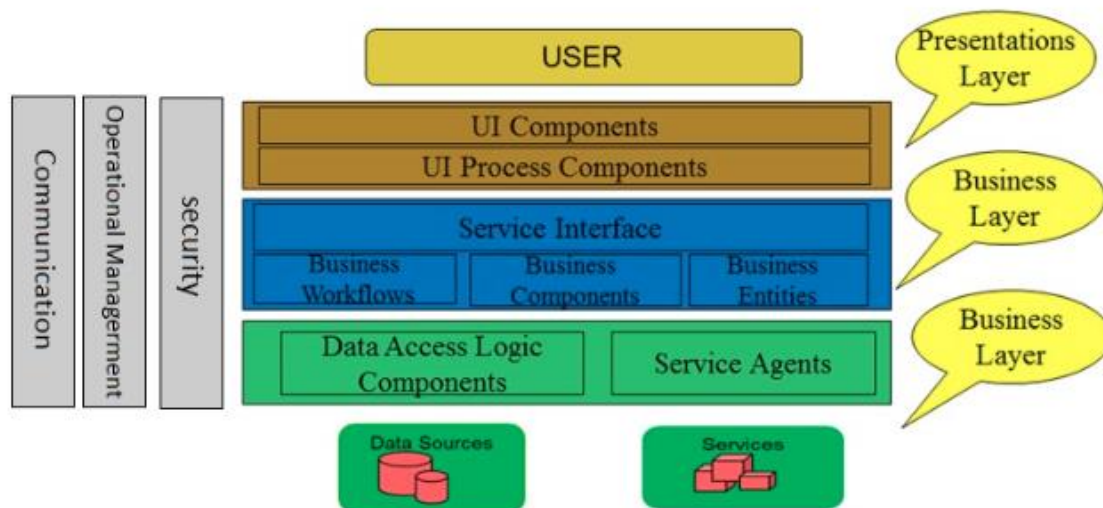 USER
Presentations
Layer
Communication
Operational Managerment
security
UI Components
UI Process Components
Business
Layer
Service Interface
Business
Workflows
Business
Components
Business
Entities
Business
Layer
Data Access Logic
Components
Service Agents
Data Sources
Services